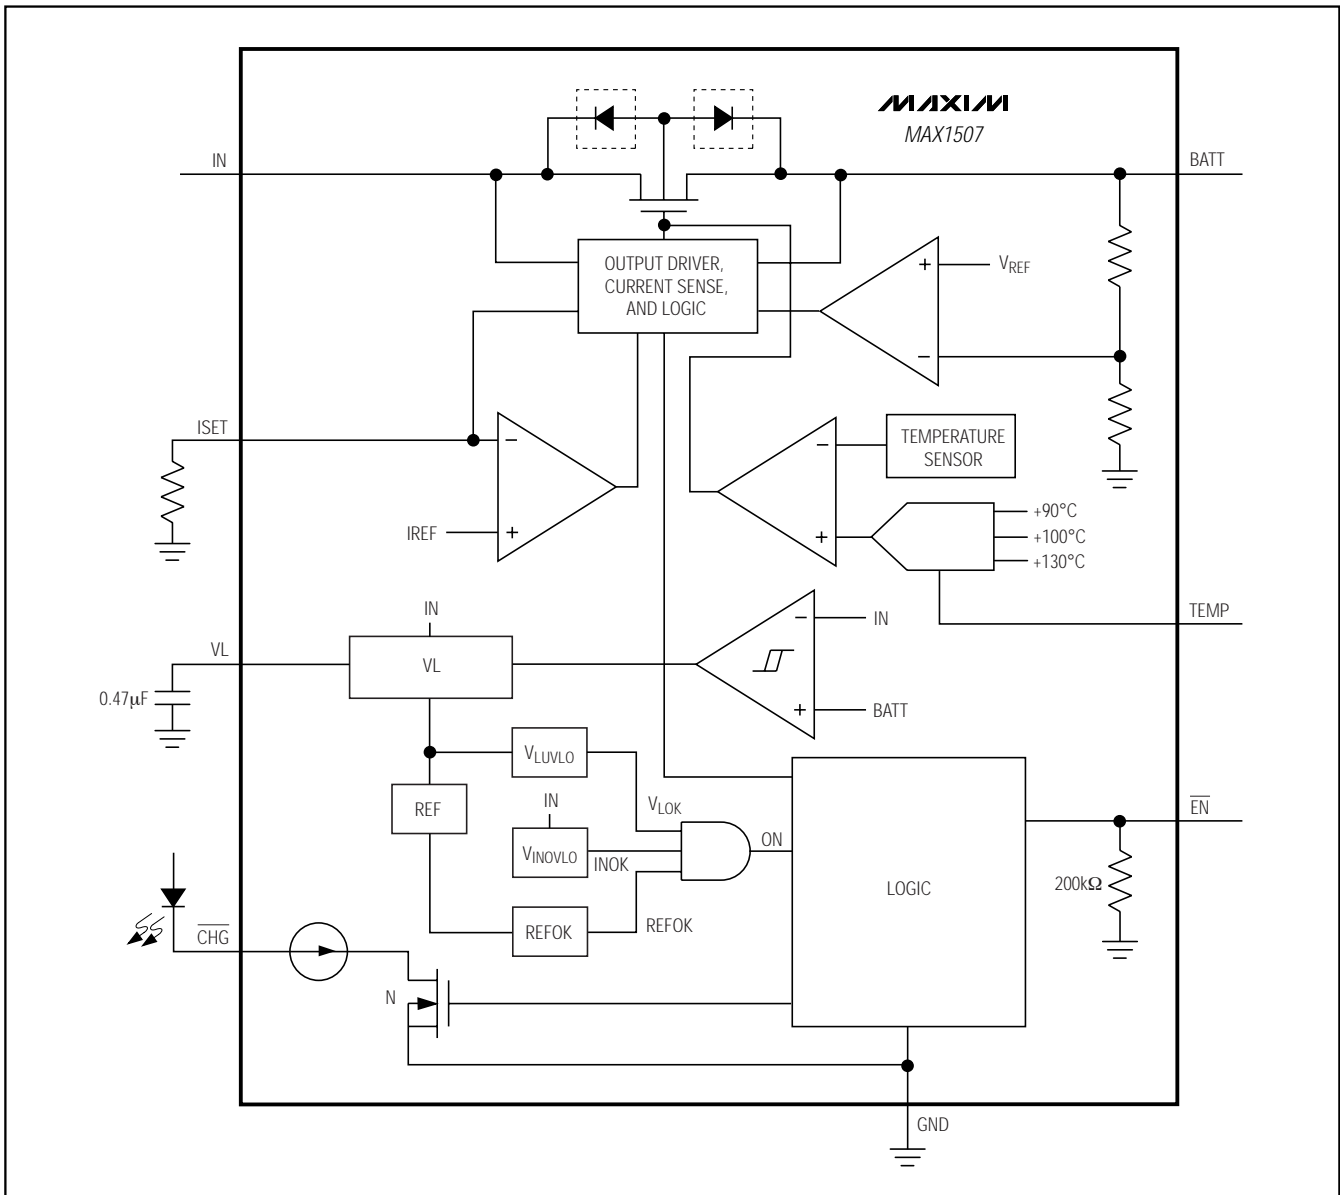 MAXIM
MAX1507
IN
BATT
OUTPUT DRIVER,
CURRENT SENSE,
AND LOGIC
+
VREF
−
ISET
−
−
TEMPERATURE
SENSOR
IREF
+
+
+90°C
+100°C
+130°C
IN
−
IN
TEMP
VL
VL
0.47µF
+
BATT
VLUVLO
VLOK
REF
IN
EN
VINOVLO
INOK
ON
200kΩ
LOGIC
REFOK
REFOK
CHG
N
GND